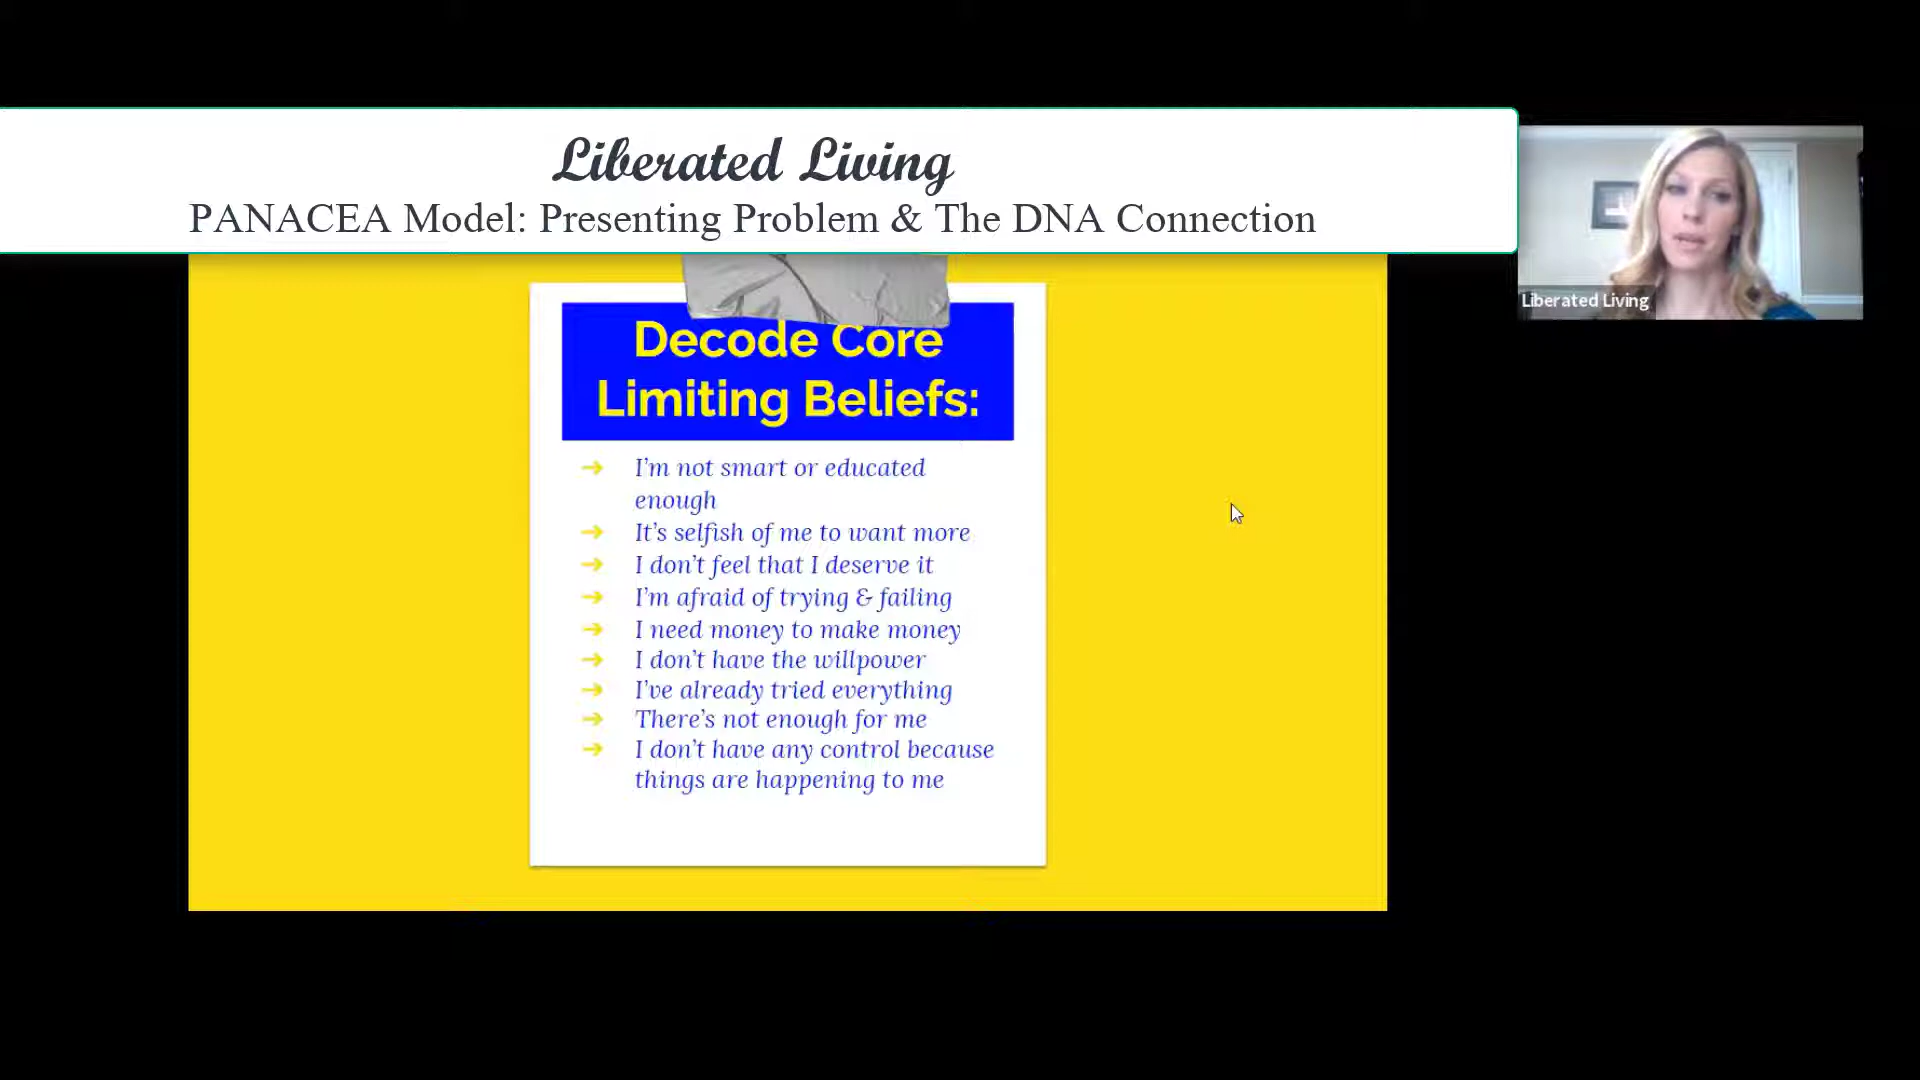 Liberated Living
PANACEA Model: Presenting Problem & The DNA Connection
Liberated Living
Decode Core
Limiting Beliefs:
➔ I'm not smart or educated
enough
➔ It's selfish of me to want more
➔ I don't feel that I deserve it
➔ I'm afraid of trying & failing
➔ I need money to make money
➔ I don't have the willpower
➔ I've already tried everything
➔ There's not enough for me
➔ I don't have any control because
things are happening to me